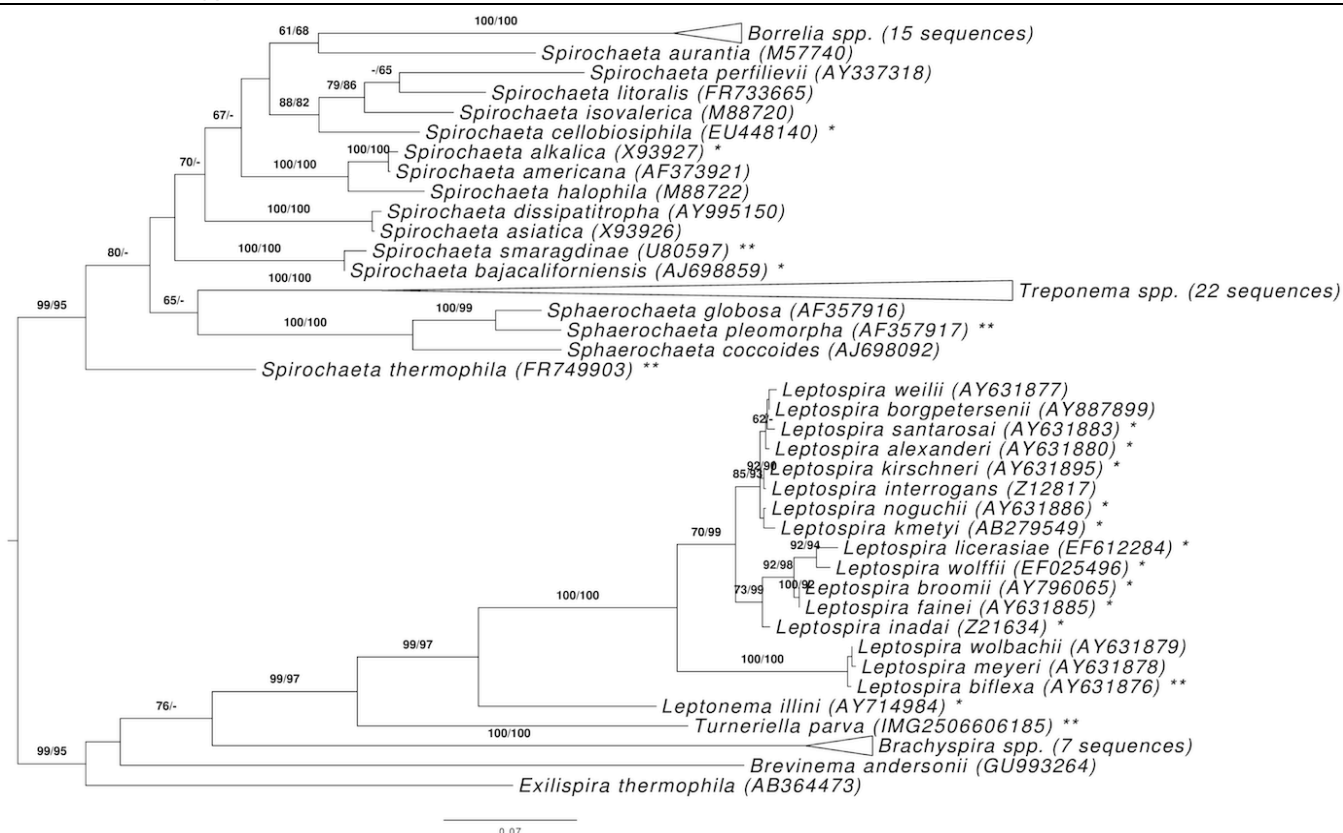 100/100
61/68
Borrelia spp. (15 sequences)
Spirochaeta aurantia (M57740)
-/65
Spirochaeta perfilievii (AY337318)
79/86
Spirochaeta litoralis (FR733665)
88/82
Spirochaeta isovalerica (M88720)
67/-
Spirochaeta cellobiosiphila (EU448140) *
100/100
Spirochaeta alkalica (X93927) *
70/-
100/100
Spirochaeta americana (AF373921)
Spirochaeta halophila (M88722)
100/100
Spirochaeta dissipatitropha (AY995150)
Spirochaeta asiatica (X93926)
80/-
100/100
Spirochaeta smaragdinae (U80597) **
Spirochaeta bajacaliforniensis (AJ698859) *
100/100
Treponema spp. (22 sequences)
99/95
65/-
100/99
Sphaerochaeta globosa (AF357916)
100/100
Sphaerochaeta pleomorpha (AF357917) **
Sphaerochaeta coccoides (AJ698092)
Spirochaeta thermophila (FR749903) **
Leptospira weilii (AY631877)
Leptospira borgpetersenii (AY887899)
62/-
Leptospira santarosai (AY631883) *
Leptospira alexanderi (AY631880) *
92/90
Leptospira kirschneri (AY631895) *
85/93
Leptospira interrogans (Z12817)
Leptospira noguchii (AY631886) *
70/99
Leptospira kmetyi (AB279549) *
92/94
Leptospira licerasiae (EF612284) *
92/98
Leptospira wolffii (EF025496) *
73/99
100/92
Leptospira broomii (AY796065) *
100/100
Leptospira fainei (AY631885) *
Leptospira inadai (Z21634) *
99/97
Leptospira wolbachii (AY631879)
100/100
Leptospira meyeri (AY631878)
99/97
Leptospira biflexa (AY631876) **
76/-
Leptonema illini (AY714984) *
Turneriella parva (IMG2506606185) **
99/95
100/100
Brachyspira spp. (7 sequences)
Brevinema andersonii (GU993264)
Exilispira thermophila (AB364473)
0.07